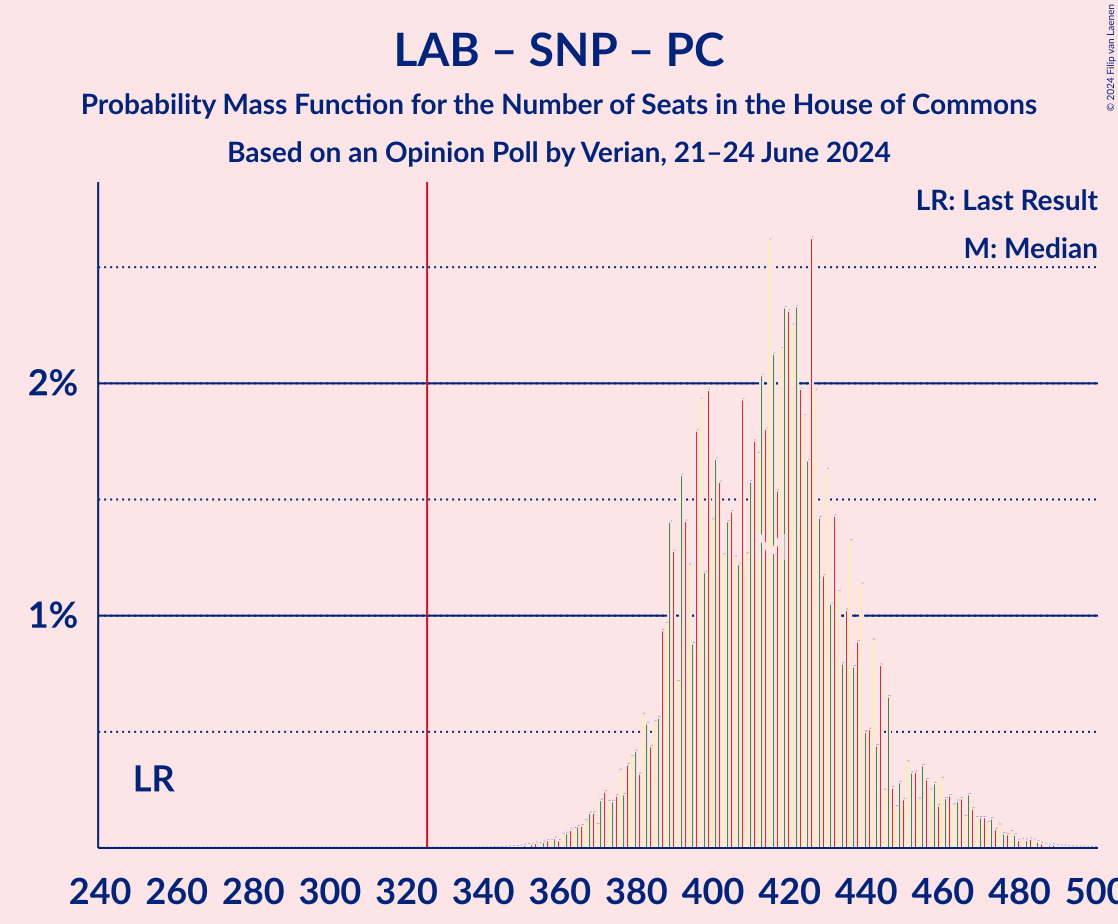 LAB – SNP – PC
Probability Mass Function for the Number of Seats in the House of Commons
Based on an Opinion Poll by Verian, 21–24 June 2024
© 2024 Filip van Laenen
LR: Last Result
M: Median
2%
1%
LR
240 260 280 300 320 340 360 380 400 420 440 460 480 500